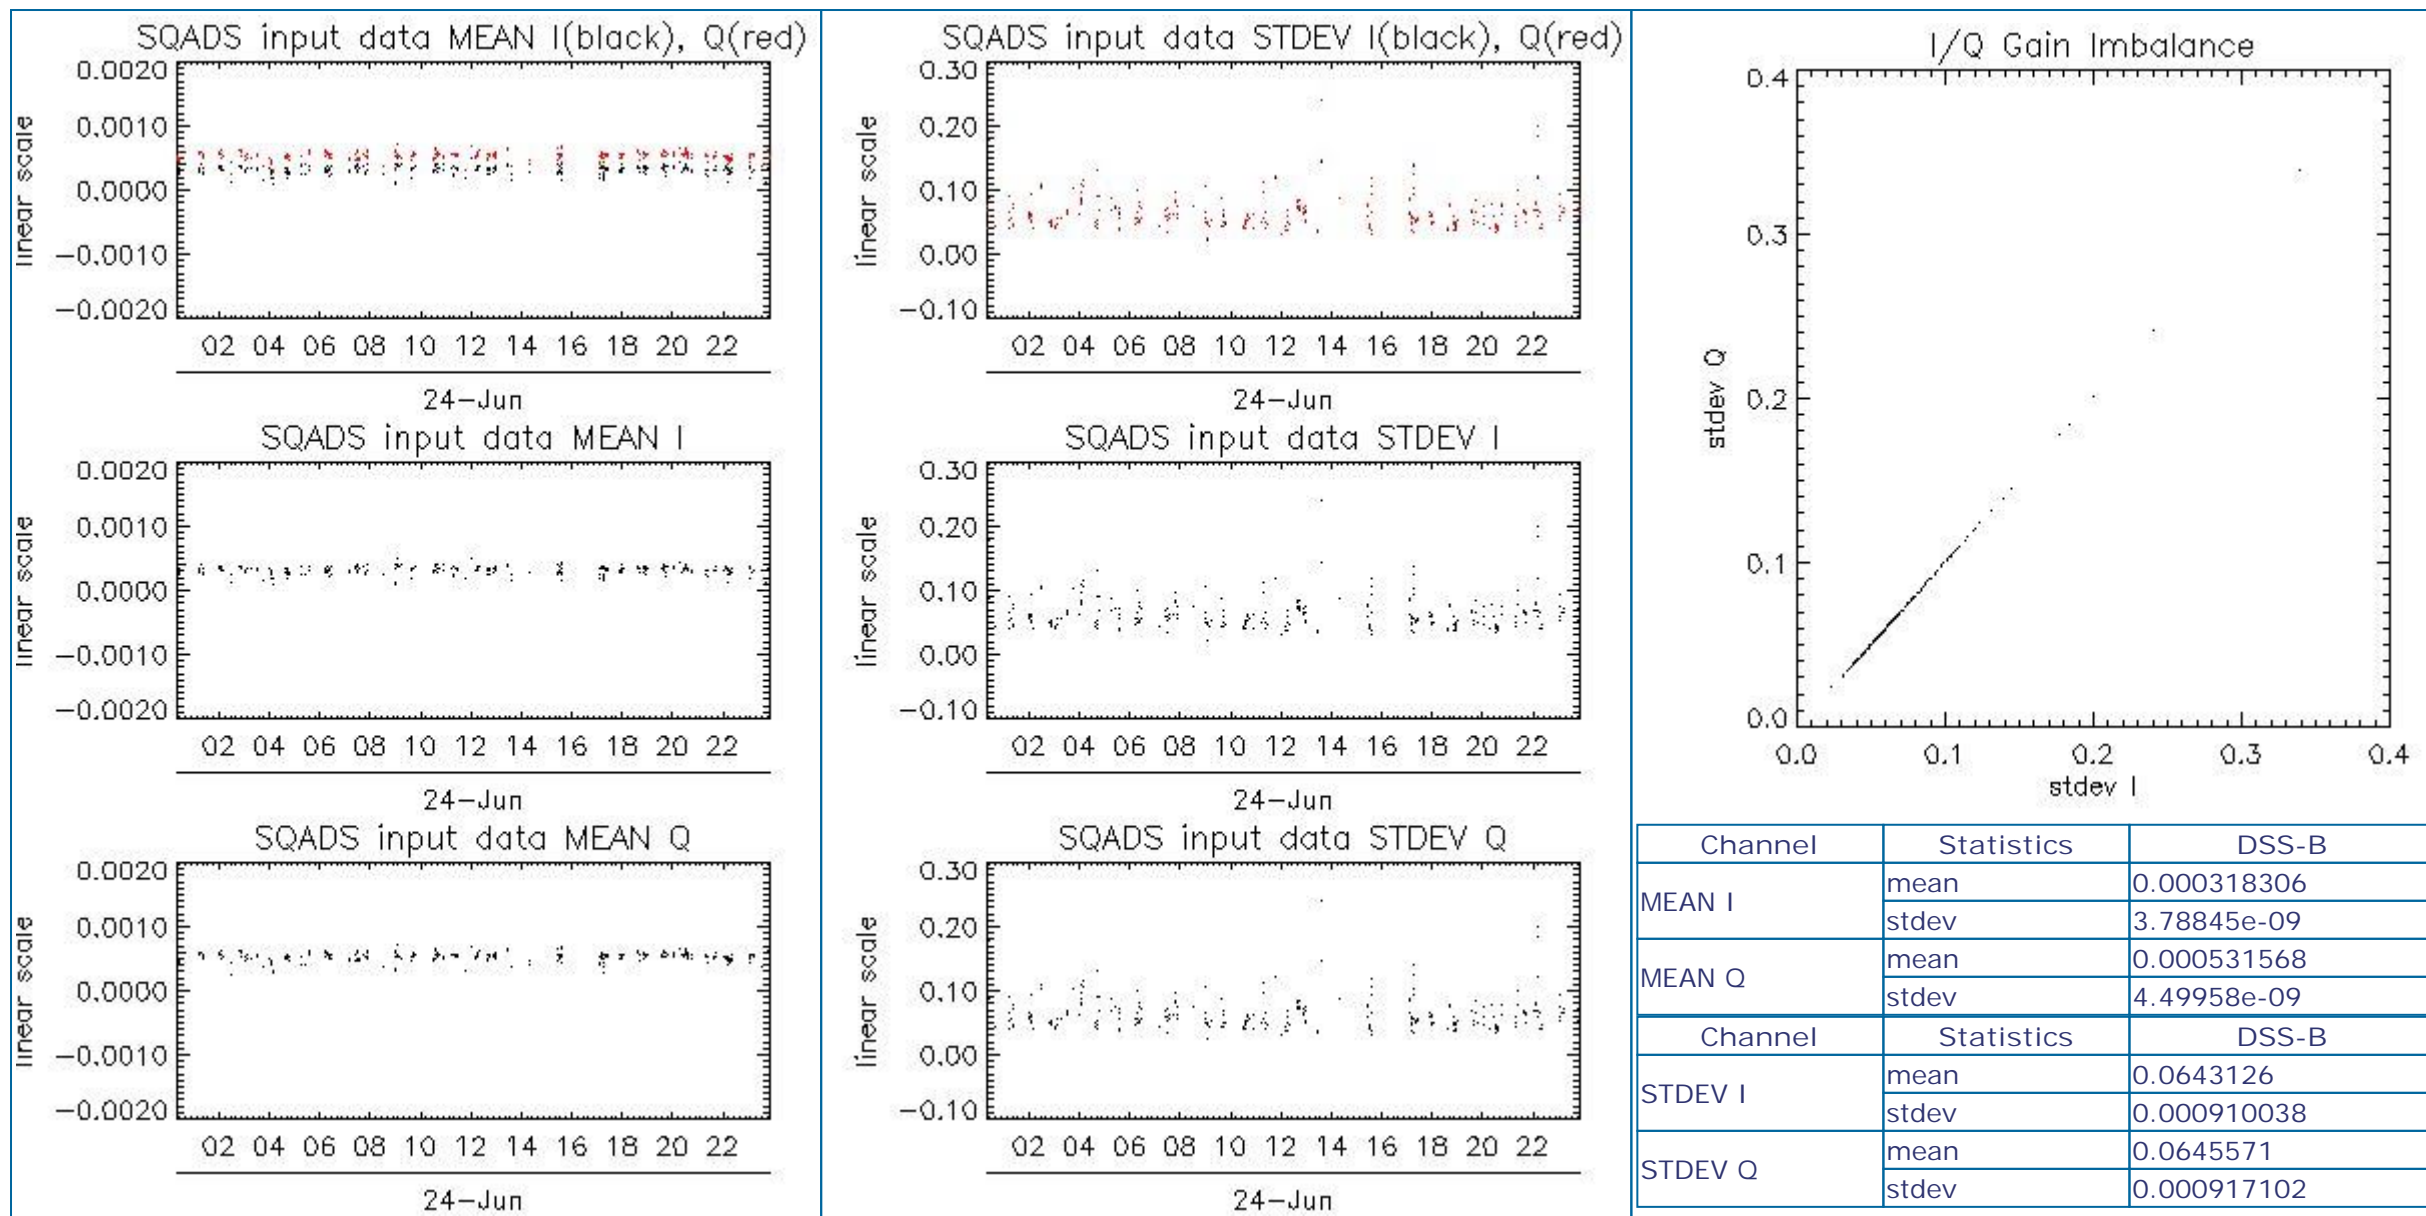 SQADS input data MEAN I(black), Q(red)
0.0020
0.0010
0.0000
−0.0010
−0.0020
linear scale
02 04 06 08 10 12 14 16 18 20 22
24−Jun
SQADS input data MEAN I
0.0020
0.0010
0.0000
−0.0010
−0.0020
linear scale
02 04 06 08 10 12 14 16 18 20 22
24−Jun
SQADS input data MEAN Q
0.0020
0.0010
0.0000
−0.0010
−0.0020
linear scale
02 04 06 08 10 12 14 16 18 20 22
24−Jun
SQADS input data STDEV I(black), Q(red)
0.30
0.20
0.10
0.00
−0.10
linear scale
02 04 06 08 10 12 14 16 18 20 22
24−Jun
SQADS input data STDEV I
0.30
0.20
0.10
0.00
−0.10
linear scale
02 04 06 08 10 12 14 16 18 20 22
24−Jun
SQADS input data STDEV Q
0.30
0.20
0.10
0.00
−0.10
linear scale
02 04 06 08 10 12 14 16 18 20 22
24−Jun
I/Q Gain Imbalance
0.4
0.3
0.2
0.1
0.0
stdev Q
0.0 0.1 0.2 0.3 0.4
stdev I
Channel Statistics DSS-B
MEAN I mean 0.000318306
stdev 3.78845e-09
MEAN Q mean 0.000531568
stdev 4.49958e-09
Channel Statistics DSS-B
STDEV I mean 0.0643126
stdev 0.000910038
STDEV Q mean 0.0645571
stdev 0.000917102